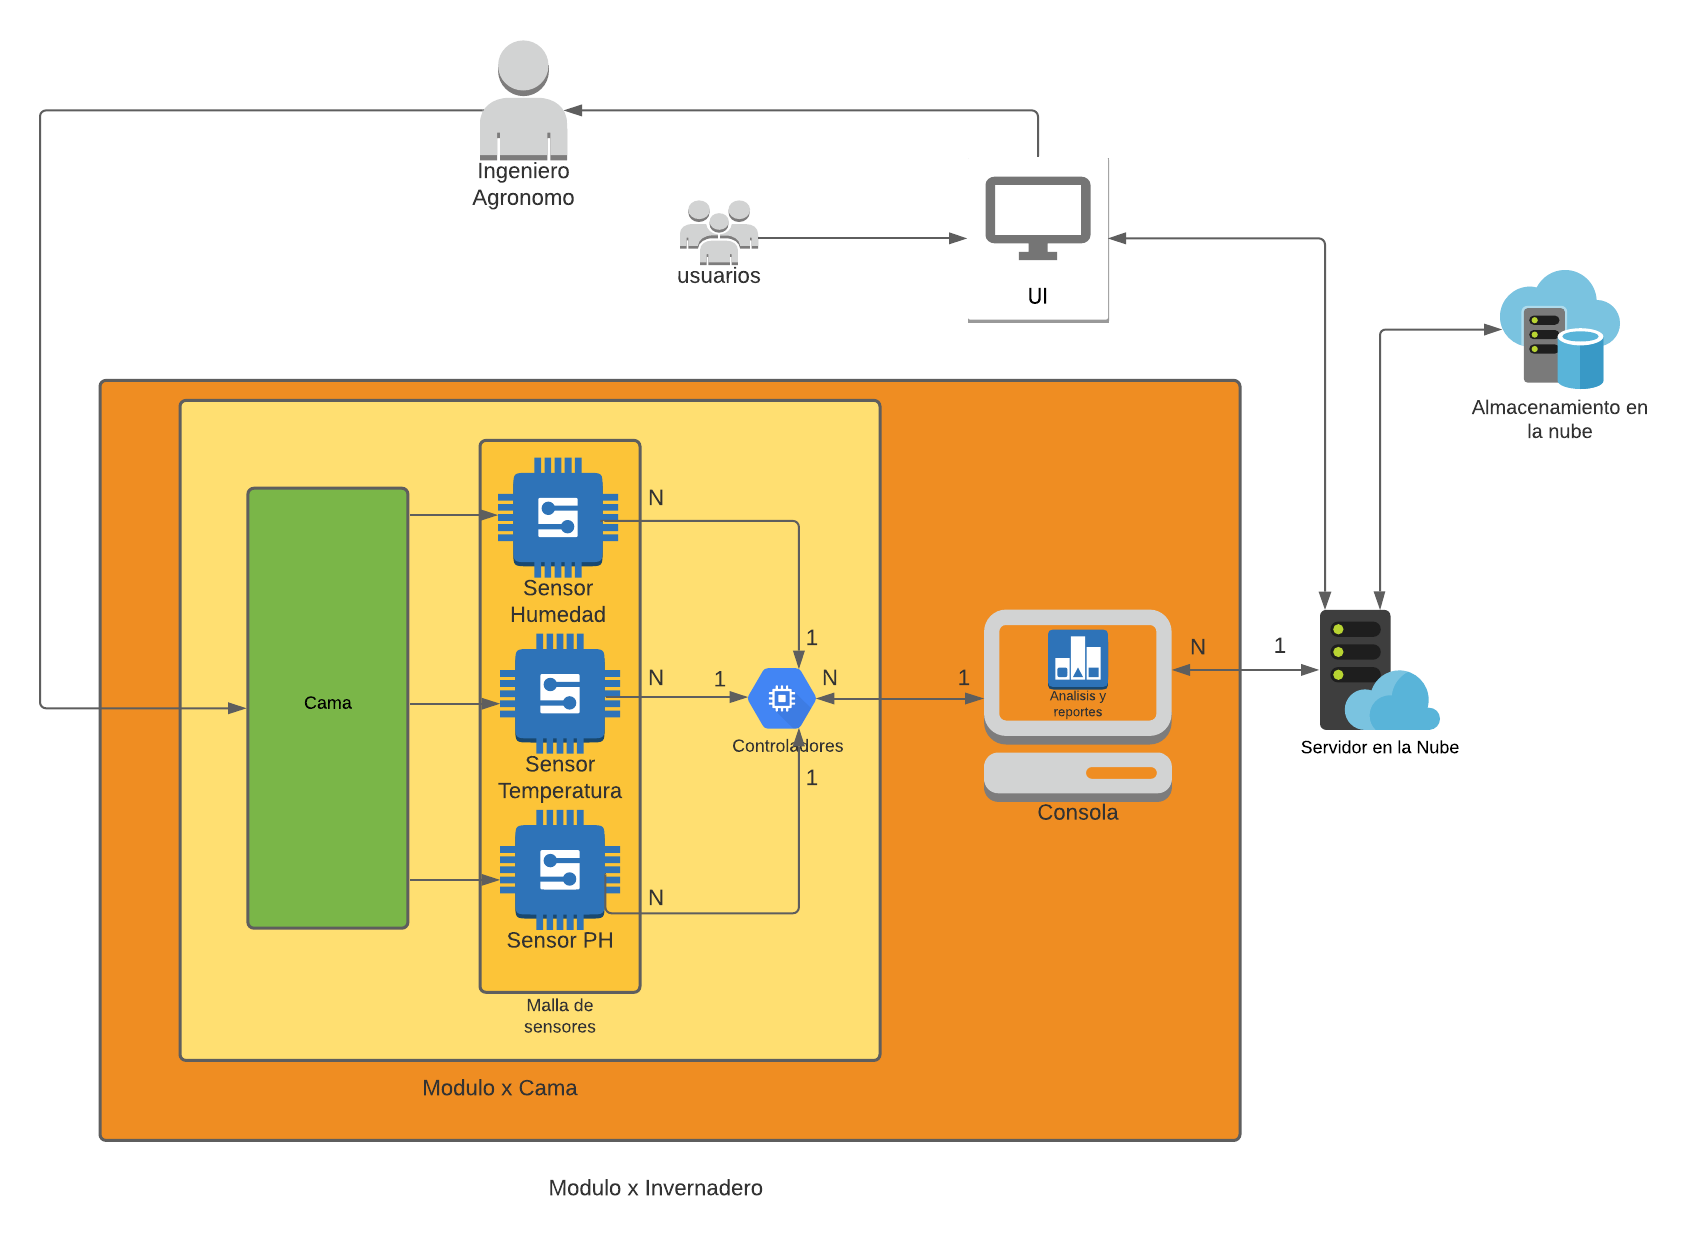 Ingeniero
Agronomo
usuarios
UI
Almacenamiento en
la nube
N
Sensor
Humedad
1
Cama
N
1
N
1
N
1
Analisis y
reportes
Controladores
Servidor en la Nube
Sensor
Temperatura
1
Consola
N
Sensor PH
Malla de
sensores
Modulo x Cama
Modulo x Invernadero